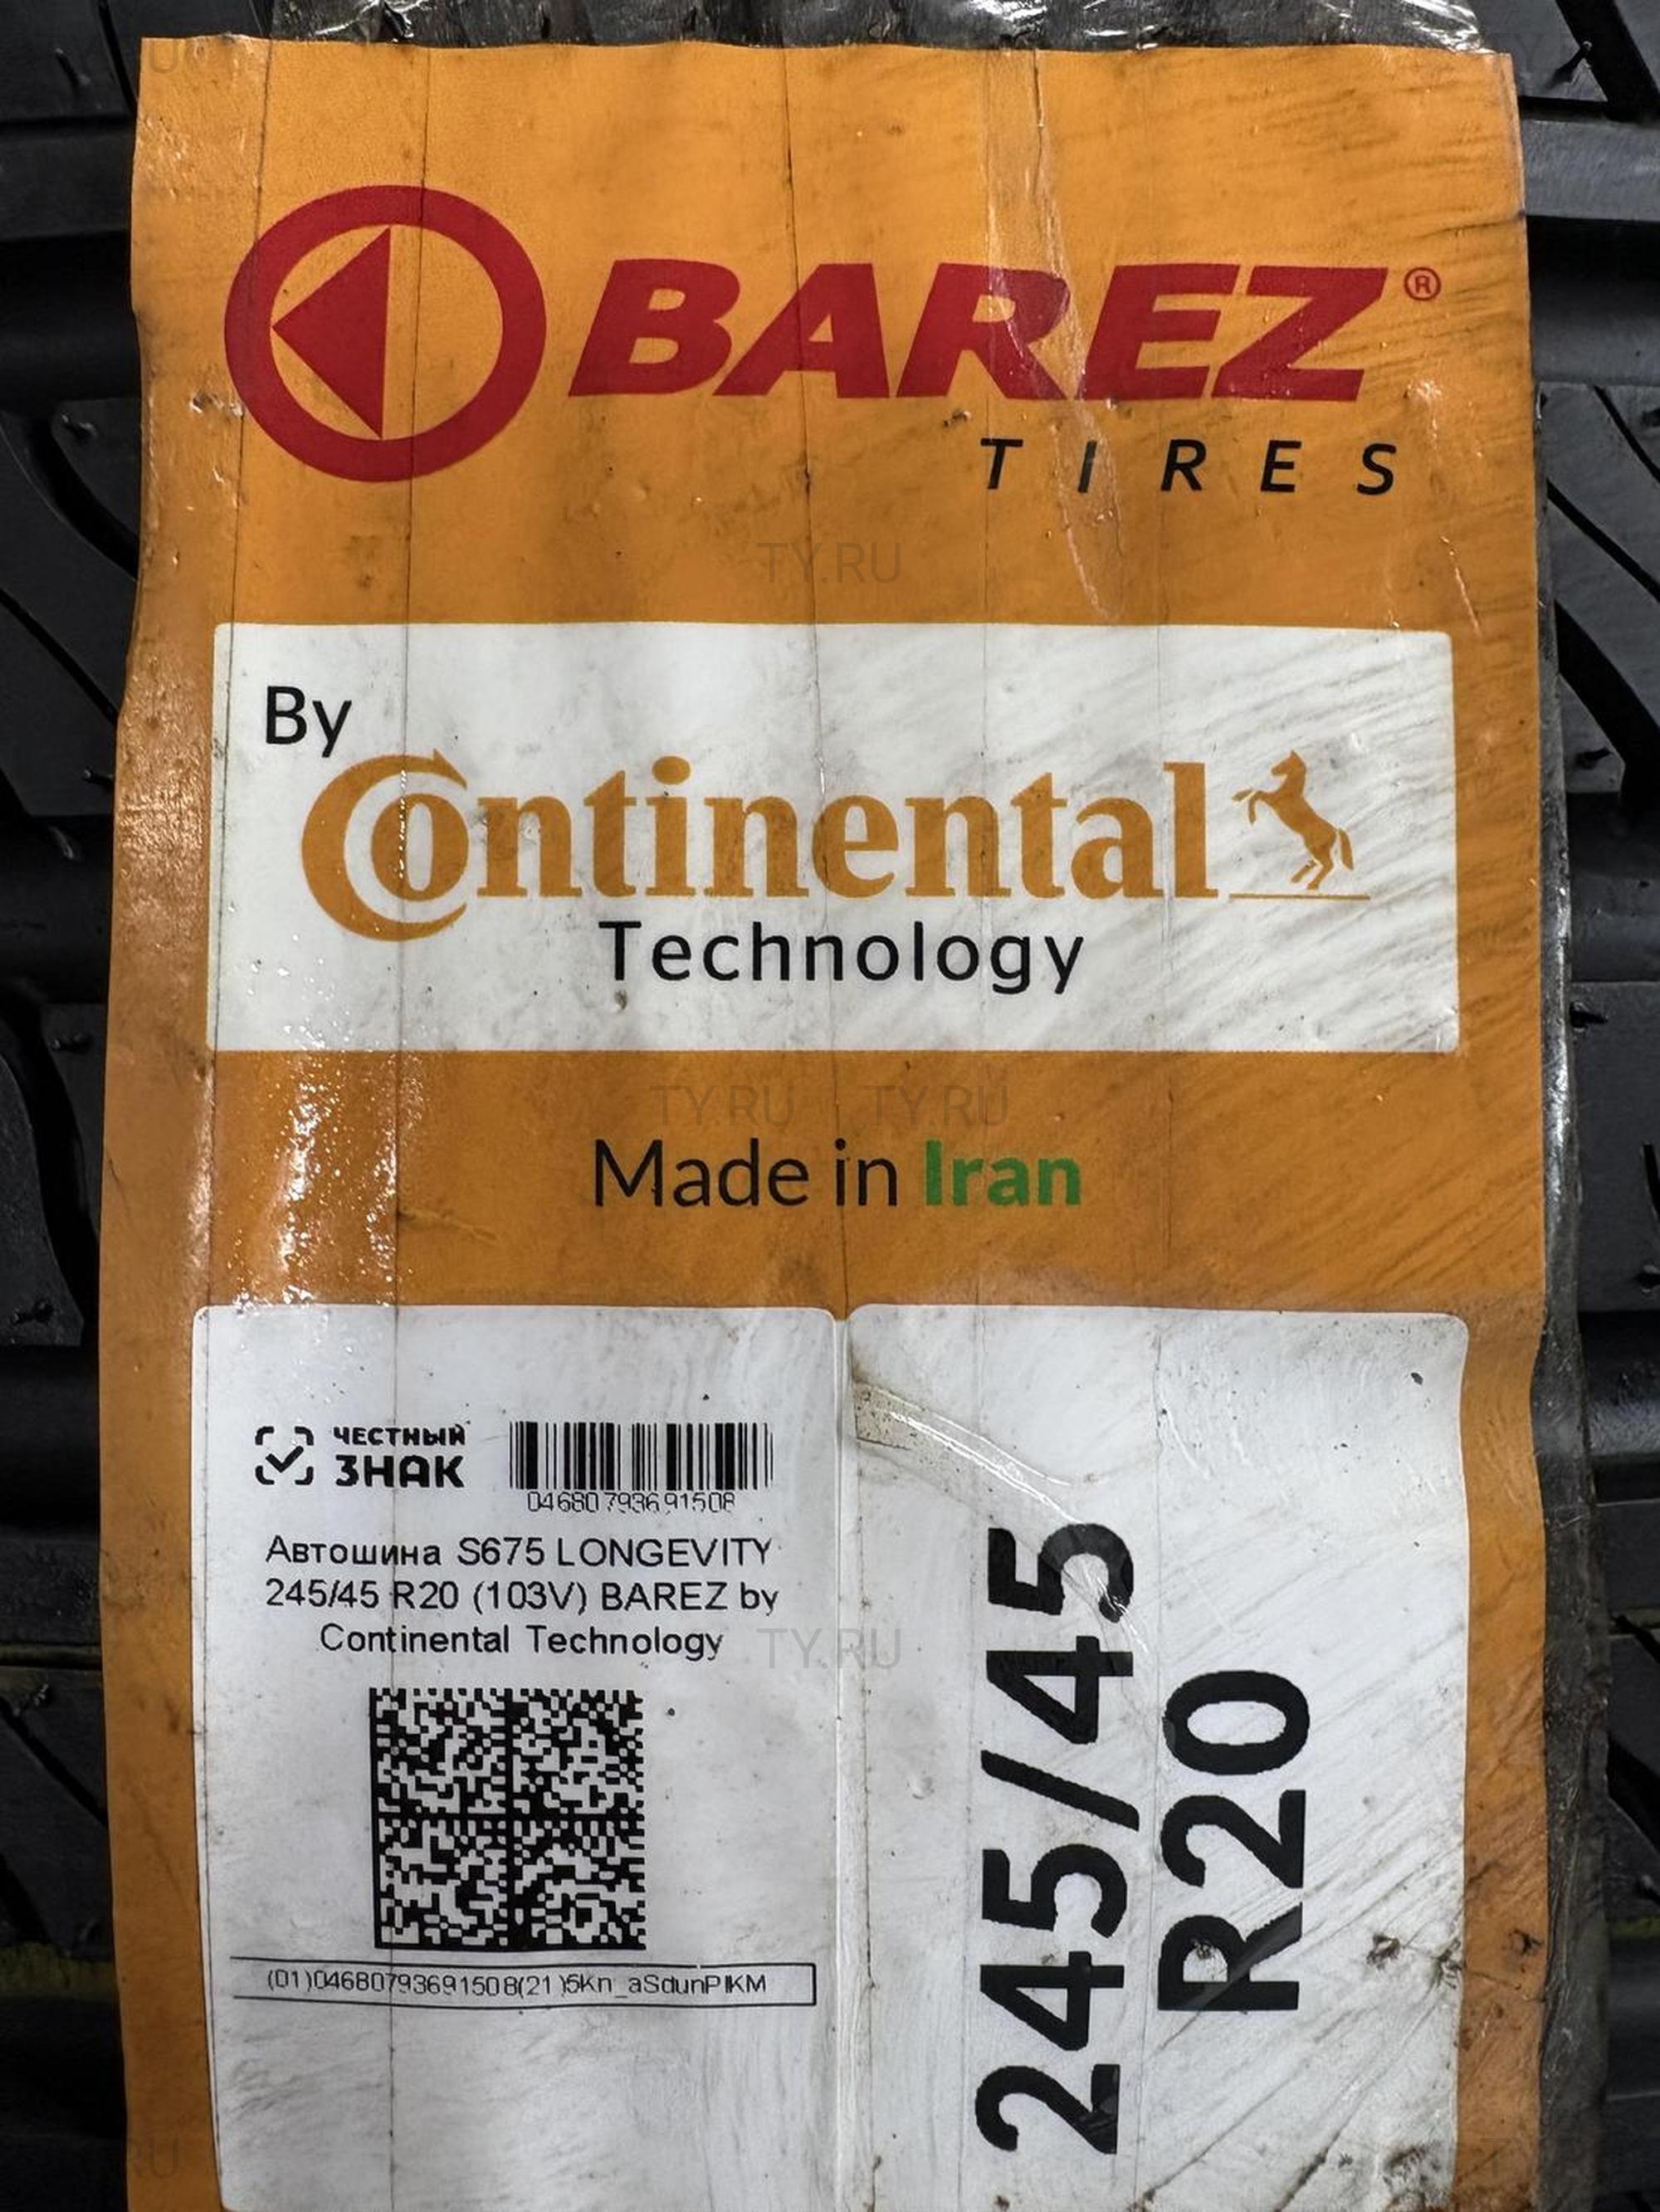 BAREZ®
TIRES
TY.RU
By
Continental
Technology
TY.RU TY.RU
Made in Iran
ЧЕСТНЫЙ
ЗНАК
04680793691508
Автошина S675 LONGEVITY
245/45 R20 (103V) BAREZ by
Continental Technology
TY.RU
(01)04680793691508(21)5Kn_aSdunPIKM
245/45
R20